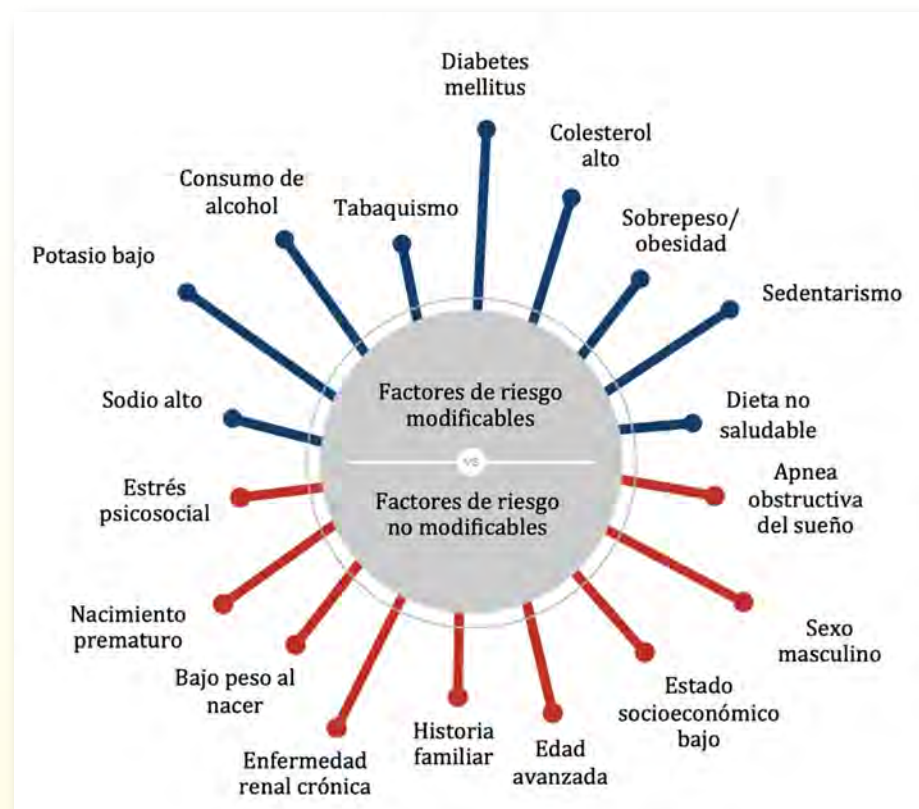 Diabetes
mellitus
Colesterol
alto
Consumo de
alcohol
Tabaquismo
Sobrepeso/
obesidad
Potasio bajo
Sedentarismo
Factores de riesgo
modificables
Sodio alto
Dieta no
saludable
VS
Estrés
psicosocial
Factores de riesgo
no modificables
Apnea
obstructiva
del sueño
Nacimiento
prematuro
Sexo
masculino
Bajo peso al
nacer
Estado
socioeconómico
bajo
Historia
familiar
Edad
avanzada
Enfermedad
renal crónica